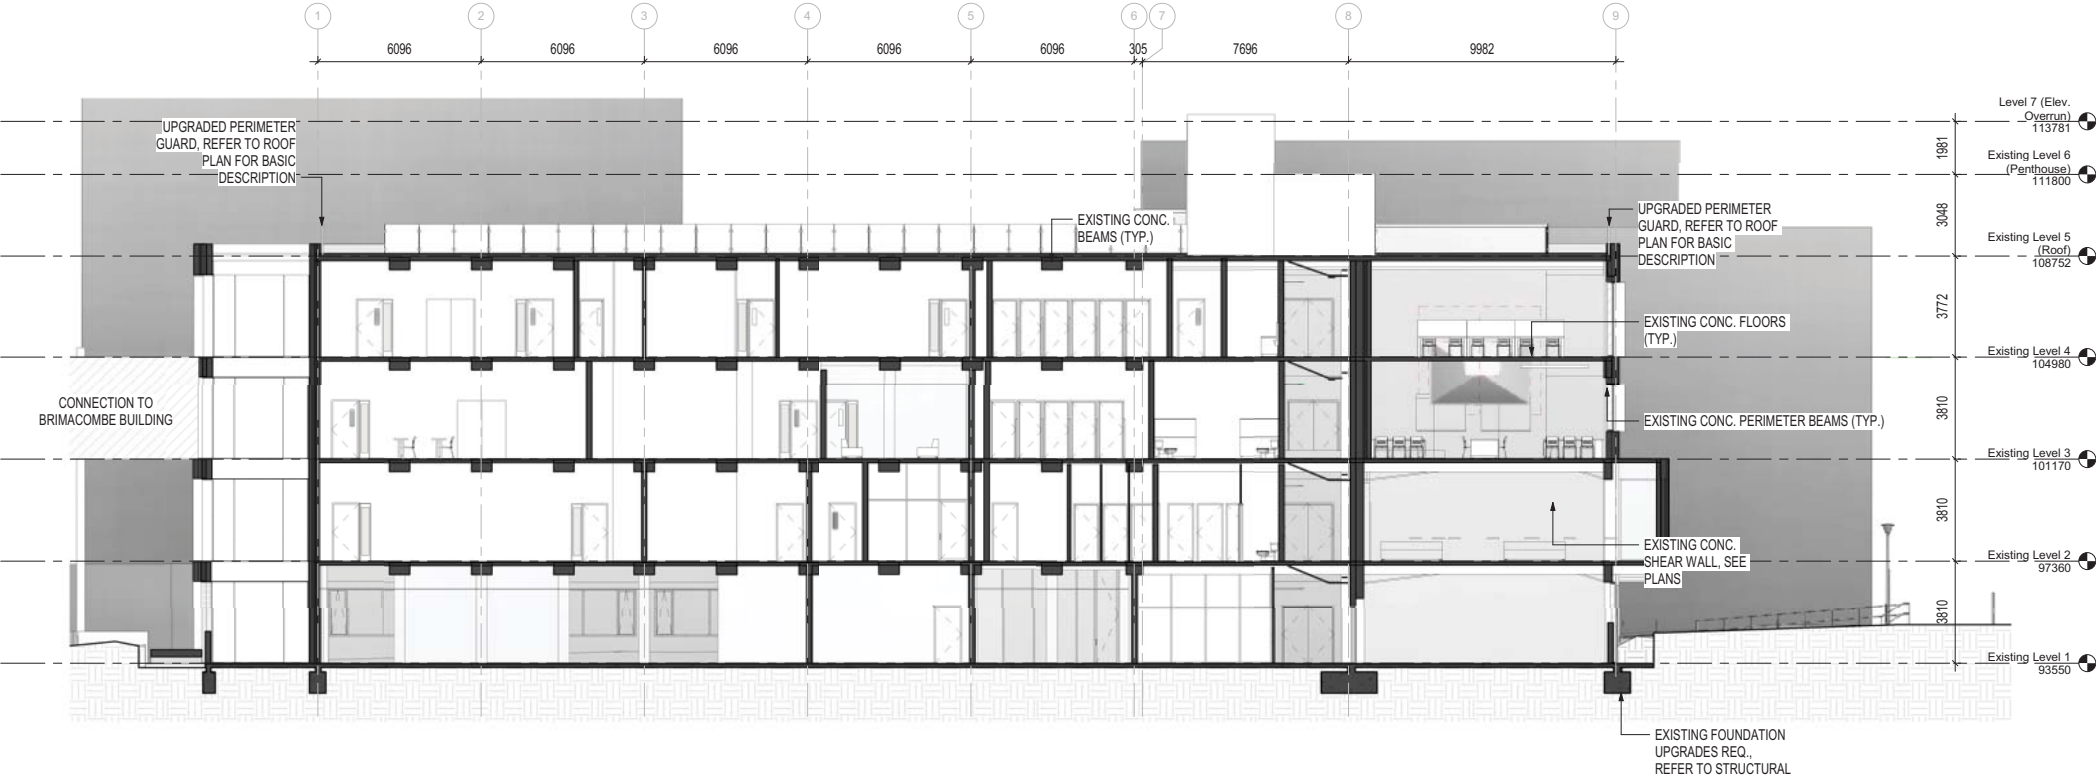 1
2
3
4
5
6
7
8
9
6096
6096
6096
6096
6096
305
7696
9982
Level 7 (Elev.
Overrun)
113781
1981
Existing Level 6
(Penthouse)
111800
3048
Existing Level 5
(Roof)
108752
3772
Existing Level 4
104980
3810
Existing Level 3
101170
3810
Existing Level 2
97360
3810
Existing Level 1
93550
UPGRADED PERIMETER
GUARD, REFER TO ROOF
PLAN FOR BASIC
DESCRIPTION
EXISTING CONC.
BEAMS (TYP.)
UPGRADED PERIMETER
GUARD, REFER TO ROOF
PLAN FOR BASIC
DESCRIPTION
EXISTING CONC. FLOORS
(TYP.)
CONNECTION TO
BRIMACOMBE BUILDING
EXISTING CONC. PERIMETER BEAMS (TYP.)
EXISTING CONC.
SHEAR WALL, SEE
PLANS
EXISTING FOUNDATION
UPGRADES REQ.,
REFER TO STRUCTURAL